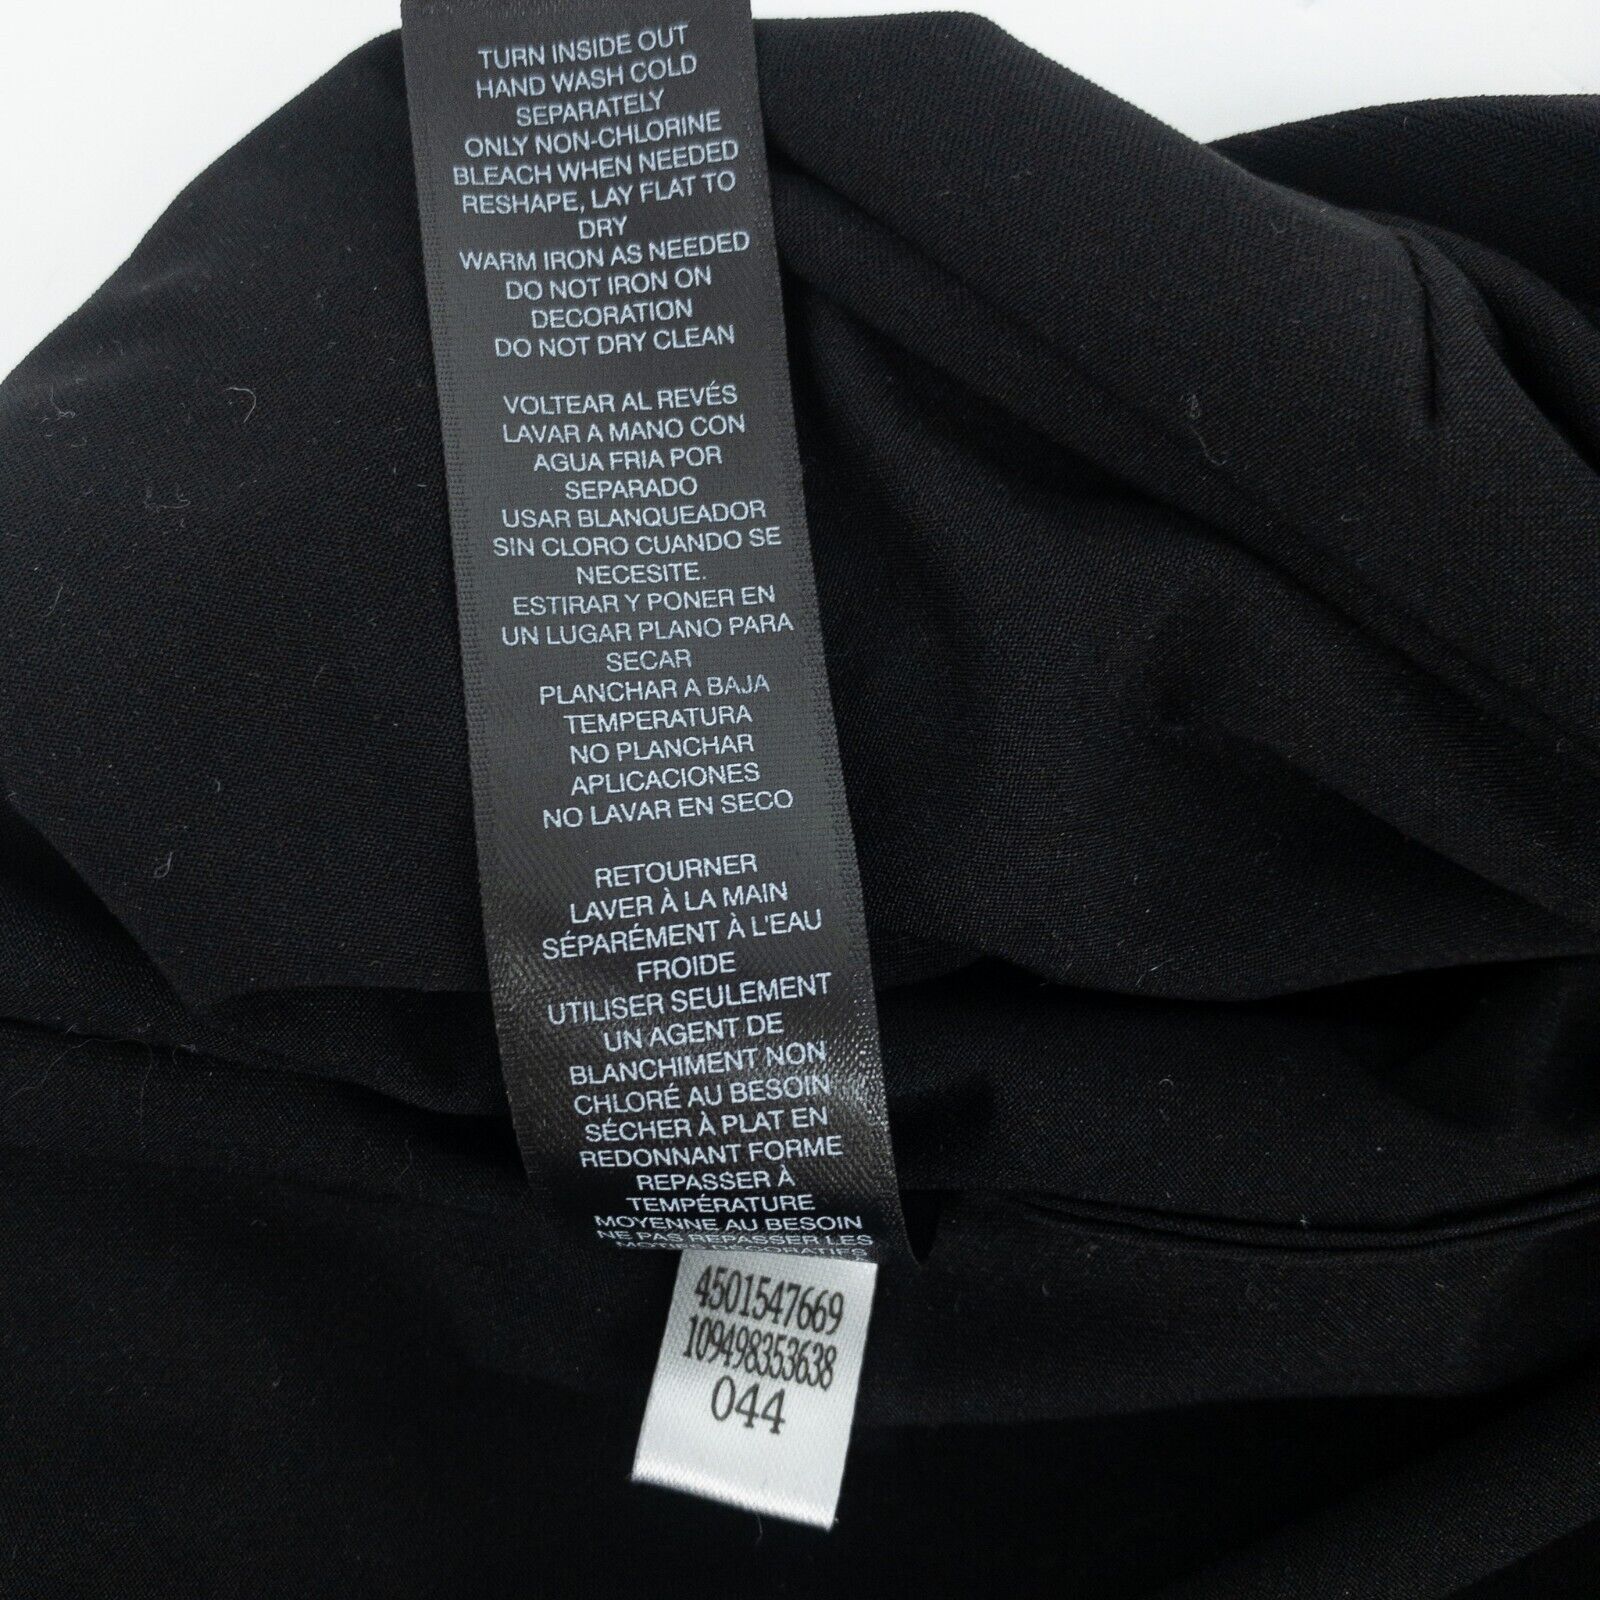 TURN INSIDE OUT
HAND WASH COLD
SEPARATELY
ONLY NON-CHLORINE
BLEACH WHEN NEEDED
RESHAPE, LAY FLAT TO
DRY
WARM IRON AS NEEDED
DO NOT IRON ON
DECORATION
DO NOT DRY CLEAN
VOLTEAR AL REVÉS
LAVAR A MANO CON
AGUA FRIA POR
SEPARADO
USAR BLANQUEADOR
SIN CLORO CUANDO SE
NECESITE.
ESTIRAR Y PONER EN
UN LUGAR PLANO PARA
SECAR
PLANCHAR A BAJA
TEMPERATURA
NO PLANCHAR
APLICACIONES
NO LAVAR EN SECO
RETOURNER
LAVER À LA MAIN
SÉPARÉMENT À L'EAU
FROIDE
UTILISER SEULEMENT
UN AGENT DE
BLANCHIMENT NON
CHLORÉ AU BESOIN
SÉCHER À PLAT EN
REDONNANT FORME
REPASSER À
TEMPÉRATURE
MOYENNE AU BESOIN
NE PAS REPASSER LES
MOTIFS DÉCORATIFS
4501547669
109498353638
044